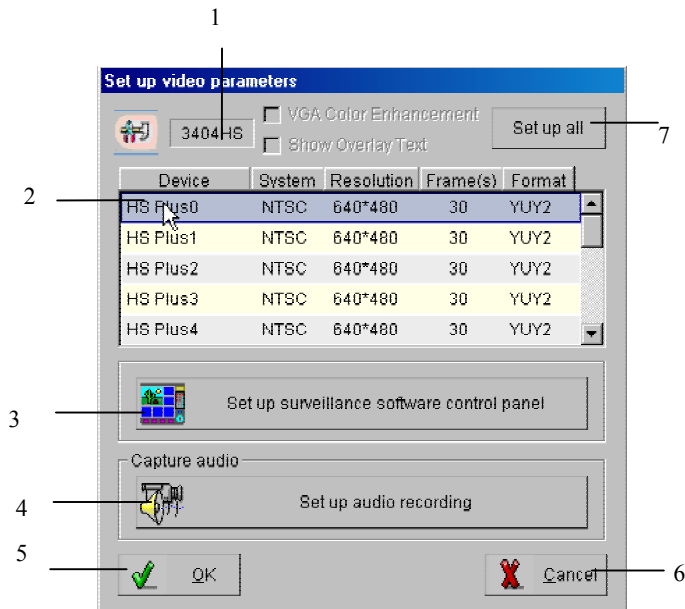 1
Set up video parameters
3404HS
VGA Color Enhancement
Show Overlay Text
Set up all
7
Device System Resolution Frame(s) Format
2
HS Plus0 NTSC 640*480 30 YUY2
HS Plus1 NTSC 640*480 30 YUY2
HS Plus2 NTSC 640*480 30 YUY2
HS Plus3 NTSC 640*480 30 YUY2
HS Plus4 NTSC 640*480 30 YUY2
3
Set up surveillance software control panel
Capture audio
4
Set up audio recording
5
OK
Cancel
6